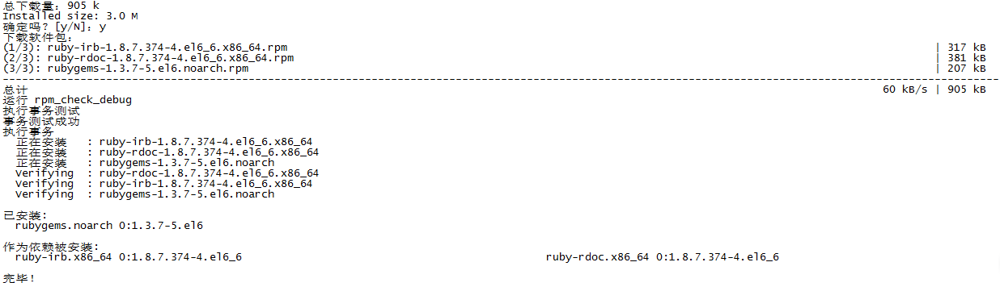 总下载量：905 k
Installed size: 3.0 M
确定吗？[y/N]：y
下载软件包：
(1/3): ruby-irb-1.8.7.374-4.el6_6.x86_64.rpm | 317 kB
(2/3): ruby-rdoc-1.8.7.374-4.el6_6.x86_64.rpm | 381 kB
(3/3): rubygems-1.3.7-5.el6.noarch.rpm | 207 kB
总计 60 kB/s | 905 kB
运行 rpm_check_debug
执行事务测试
事务测试成功
执行事务
正在安装 : ruby-irb-1.8.7.374-4.el6_6.x86_64
正在安装 : ruby-rdoc-1.8.7.374-4.el6_6.x86_64
正在安装 : rubygems-1.3.7-5.el6.noarch
Verifying : ruby-rdoc-1.8.7.374-4.el6_6.x86_64
Verifying : ruby-irb-1.8.7.374-4.el6_6.x86_64
Verifying : rubygems-1.3.7-5.el6.noarch
已安装:
rubygems.noarch 0:1.3.7-5.el6
作为依赖被安装:
ruby-irb.x86_64 0:1.8.7.374-4.el6_6 ruby-rdoc.x86_64 0:1.8.7.374-4.el6_6
完毕！